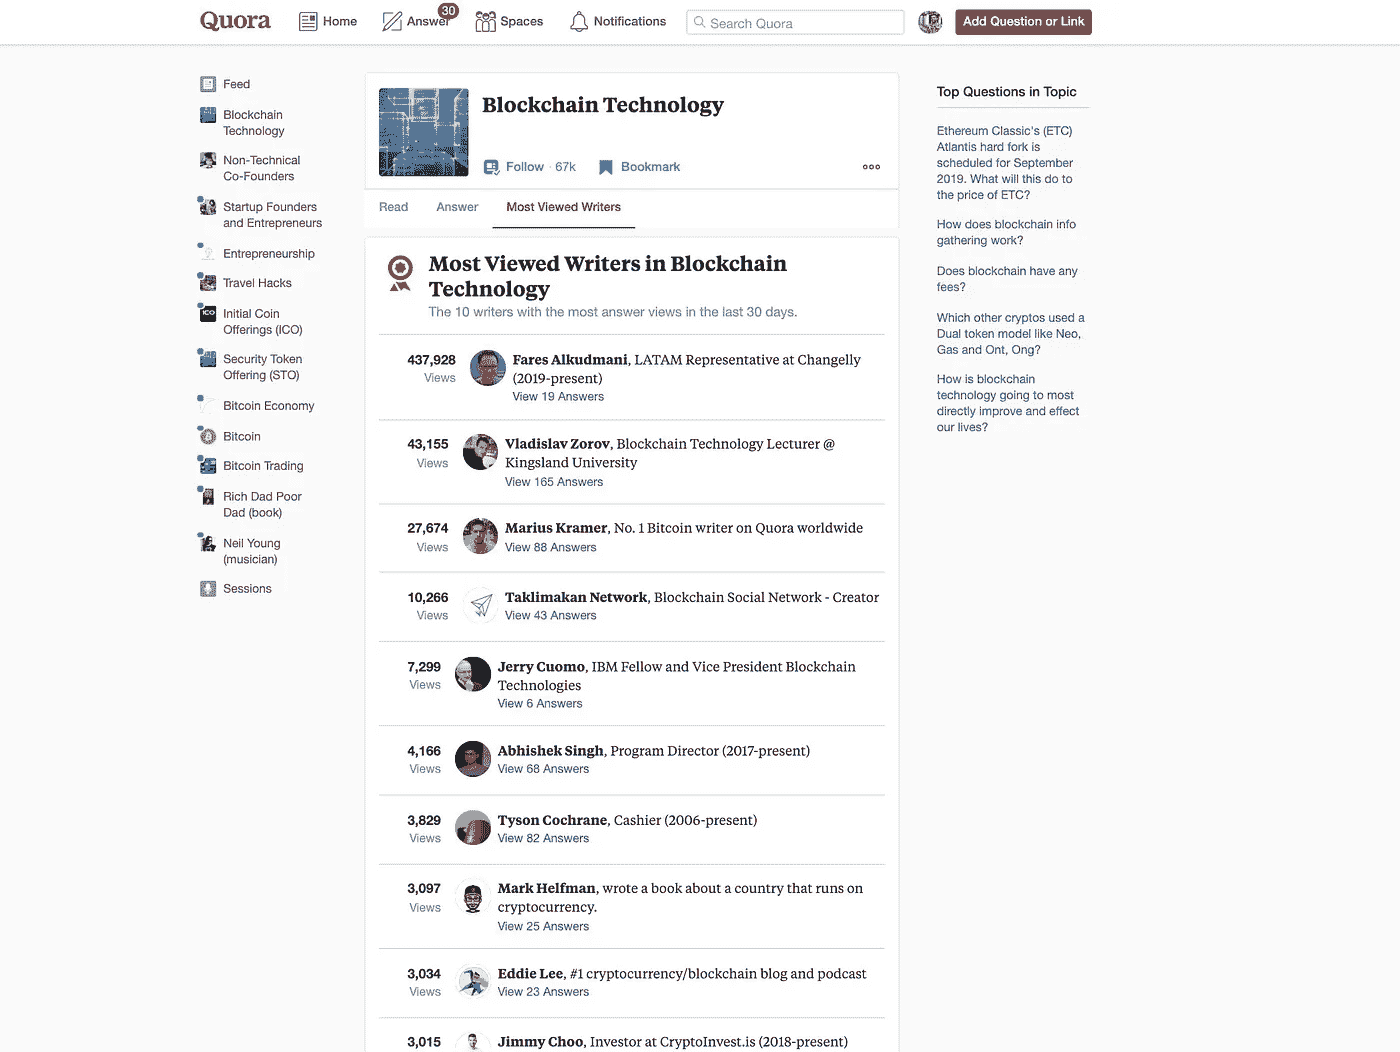 Quora
Home
Answer
30
Spaces
Notifications
Search Quora
Add Question or Link
Feed
Blockchain
Technology
Non-Technical
Co-Founders
Startup Founders
and Entrepreneurs
Entrepreneurship
Travel Hacks
ICO
Initial Coin
Offerings (ICO)
Security Token
Offering (STO)
Bitcoin Economy
Bitcoin
Bitcoin Trading
Rich Dad Poor
Dad (book)
Neil Young
(musician)
Sessions
Blockchain Technology
Follow · 67k
Bookmark
Read
Answer
Most Viewed Writers
Most Viewed Writers in Blockchain
Technology
The 10 writers with the most answer views in the last 30 days.
437,928
Views
Fares Alkudmani, LATAM Representative at Changelly
(2019-present)
View 19 Answers
43,155
Views
Vladislav Zorov, Blockchain Technology Lecturer @
Kingsland University
View 165 Answers
27,674
Views
Marius Kramer, No. 1 Bitcoin writer on Quora worldwide
View 88 Answers
10,266
Views
Taklimakan Network, Blockchain Social Network - Creator
View 43 Answers
7,299
Views
Jerry Cuomo, IBM Fellow and Vice President Blockchain
Technologies
View 6 Answers
4,166
Views
Abhishek Singh, Program Director (2017-present)
View 68 Answers
3,829
Views
Tyson Cochrane, Cashier (2006-present)
View 82 Answers
3,097
Views
Mark Helfman, wrote a book about a country that runs on
cryptocurrency.
View 25 Answers
3,034
Views
Eddie Lee, #1 cryptocurrency/blockchain blog and podcast
View 23 Answers
3,015
Jimmy Choo, Investor at CryptoInvest.is (2018-present)
Top Questions in Topic
Ethereum Classic's (ETC)
Atlantis hard fork is
scheduled for September
2019. What will this do to
the price of ETC?
How does blockchain info
gathering work?
Does blockchain have any
fees?
Which other cryptos used a
Dual token model like Neo,
Gas and Ont, Ong?
How is blockchain
technology going to most
directly improve and effect
our lives?